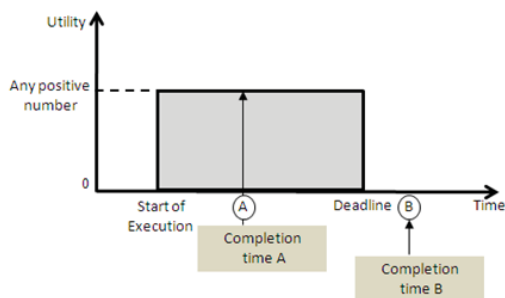 Utility
Any positive
number
0
Start of
Execution
A
Deadline
B
Time
Completion
time A
Completion
time B